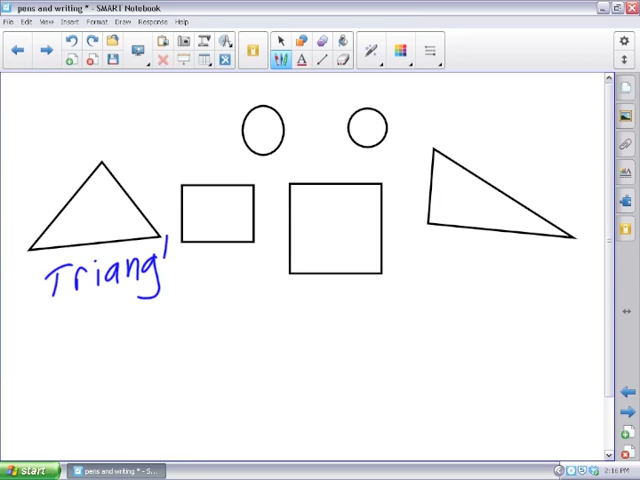 pens and writing * - SMART Notebook
File Edit View Insert Format Draw Response Help
Triang
start
pens and writing * - S...
2:16 PM